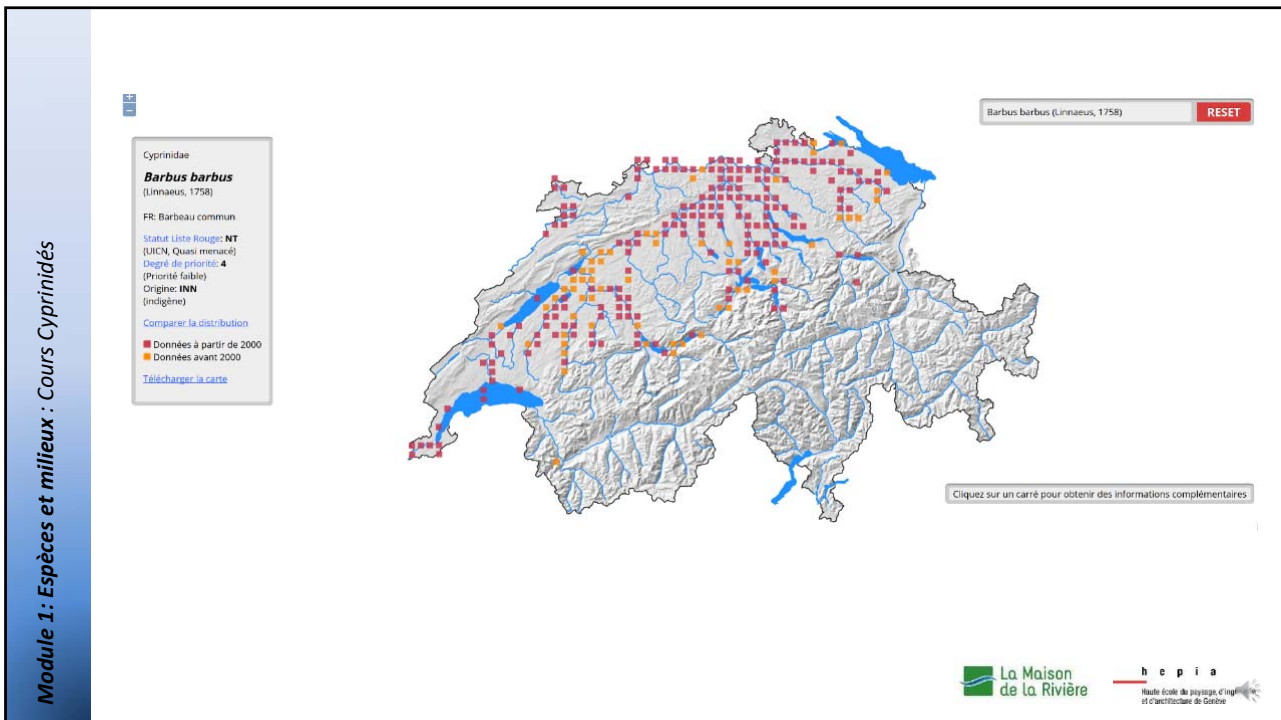 Module 1: Espèces et milieux : Cours Cyprinidés
+
−
Cyprinidae
Barbus barbus
(Linnaeus, 1758)
FR: Barbeau commun
Statut Liste Rouge: NT
(UICN, Quasi menacé)
Degré de priorité: 4
(Priorité faible)
Origine: INN
(indigène)
Comparer la distribution
Données à partir de 2000
Données avant 2000
Télécharger la carte
Barbus barbus (Linnaeus, 1758)
RESET
Cliquez sur un carré pour obtenir des informations complémentaires
La Maison
de la Rivière
h e p i a
Haute école du paysage, d'ingénierie
et d'architecture de Genève